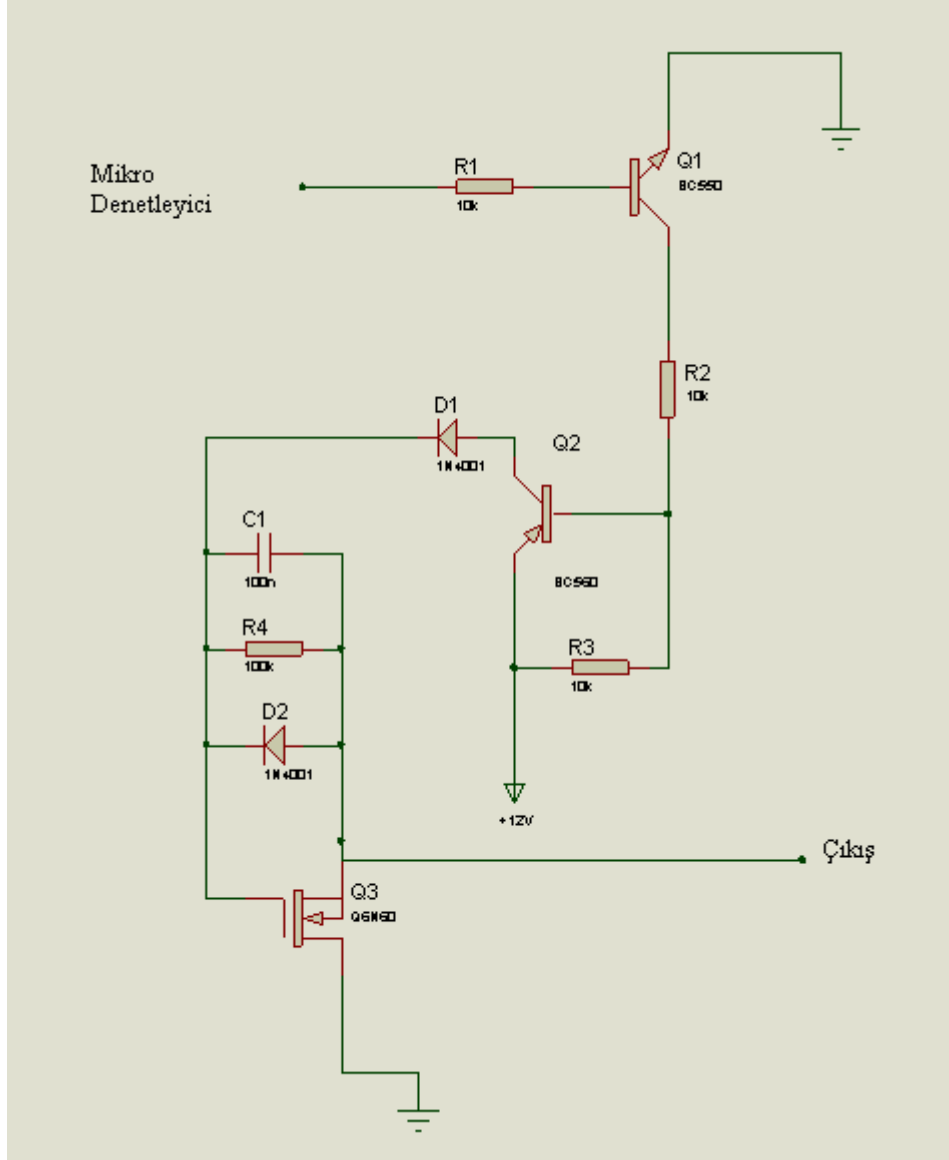 Mikro
Denetleyici
R1
10k
Q1
BC550
R2
10k
D1
1N4001
Q2
BC560
C1
100n
R4
100k
R3
10k
D2
1N4001
+12V
Çıkış
Q3
Q6N60